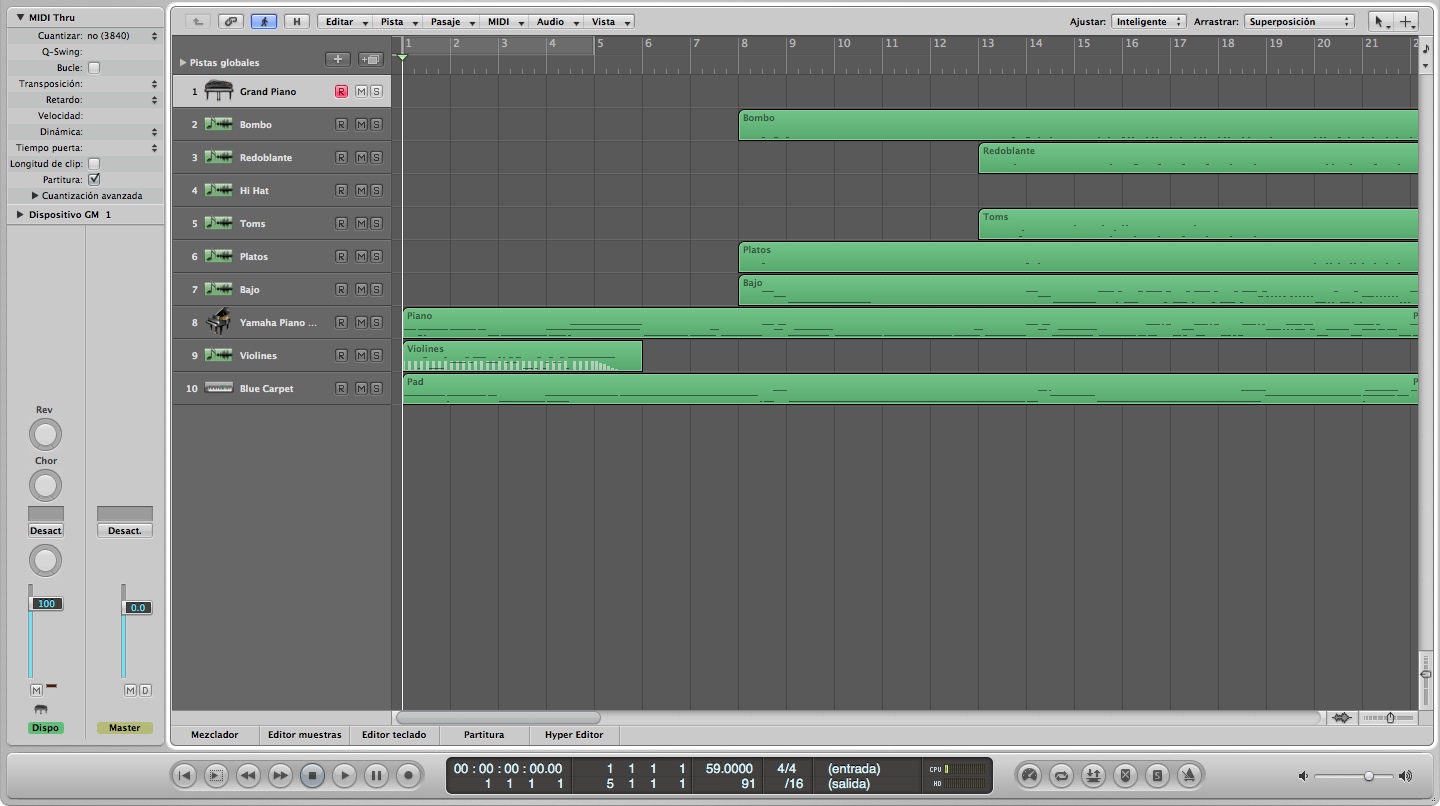 MIDI Thru
Cuantizar: no (3840)
Q-Swing:
Bucle:
Transposición:
Retardo:
Velocidad:
Dinámica:
Tiempo puerta:
Longitud de clip:
Partitura:
Cuantización avanzada
Dispositivo GM 1
Rev
Chor
Desact
Desact.
100
0.0
M
M D
Dispo
Master
H Editar Pista Pasaje MIDI Audio Vista Ajustar: Inteligente Arrastrar: Superposición
1 2 3 4 5 6 7 8 9 10 11 12 13 14 15 16 17 18 19 20 21
Pistas globales
1 Grand Piano R M S
2 Bombo R M S
3 Redoblante R M S
4 Hi Hat R M S
5 Toms R M S
6 Platos R M S
7 Bajo R M S
8 Yamaha Piano ... R M S
9 Violines R M S
10 Blue Carpet R M S
Bombo
Redoblante
Toms
Platos
Bajo
Piano P
Violines
Pad P
Mezclador Editor muestras Editor teclado Partitura Hyper Editor
00 : 00 : 00 : 00.00 1 1 1 1 59.0000 4/4 (entrada) CPU
1 1 1 1 5 1 1 1 91 /16 (salida) HD
S